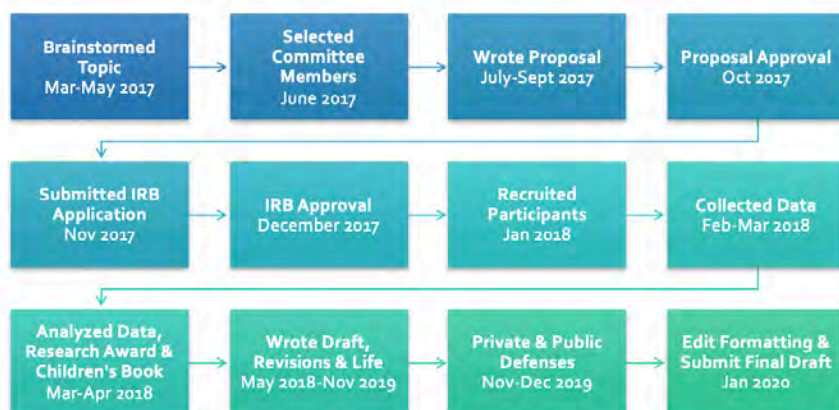 Brainstormed
Topic
Mar-May 2017
Selected
Committee
Members
June 2017
Wrote Proposal
July-Sept 2017
Proposal Approval
Oct 2017
Submitted IRB
Application
Nov 2017
IRB Approval
December 2017
Recruited
Participants
Jan 2018
Collected Data
Feb-Mar 2018
Analyzed Data,
Research Award &
Children's Book
Mar-Apr 2018
Wrote Draft,
Revisions & Life
May 2018-Nov 2019
Private & Public
Defenses
Nov-Dec 2019
Edit Formatting &
Submit Final Draft
Jan 2020